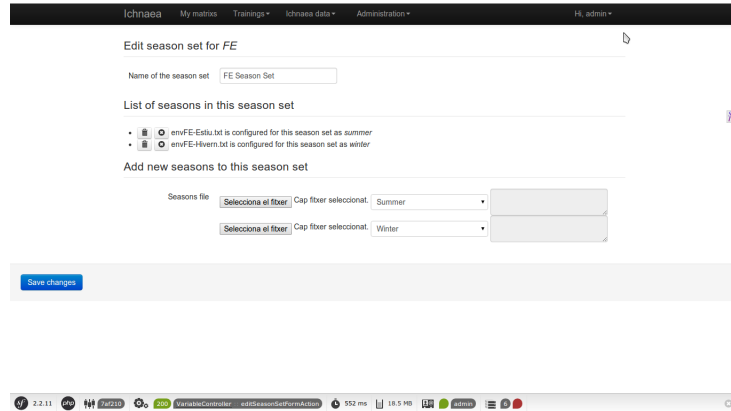 Ichnaea My matrixs Trainings Ichnaea data Administration Hi, admin
Edit season set for FE
Name of the season set FE Season Set
List of seasons in this season set
envFE-Estiu.txt is configured for this season set as summer
envFE-Hivern.txt is configured for this season set as winter
Add new seasons to this season set
Seasons file Selecciona el fitxer Cap fitxer seleccionat. Summer
Selecciona el fitxer Cap fitxer seleccionat. Winter
Save changes
sf 2.2.11 php 7af210 200 VariableController editSeasonSetFormAction 552 ms 18.5 MB admin 6